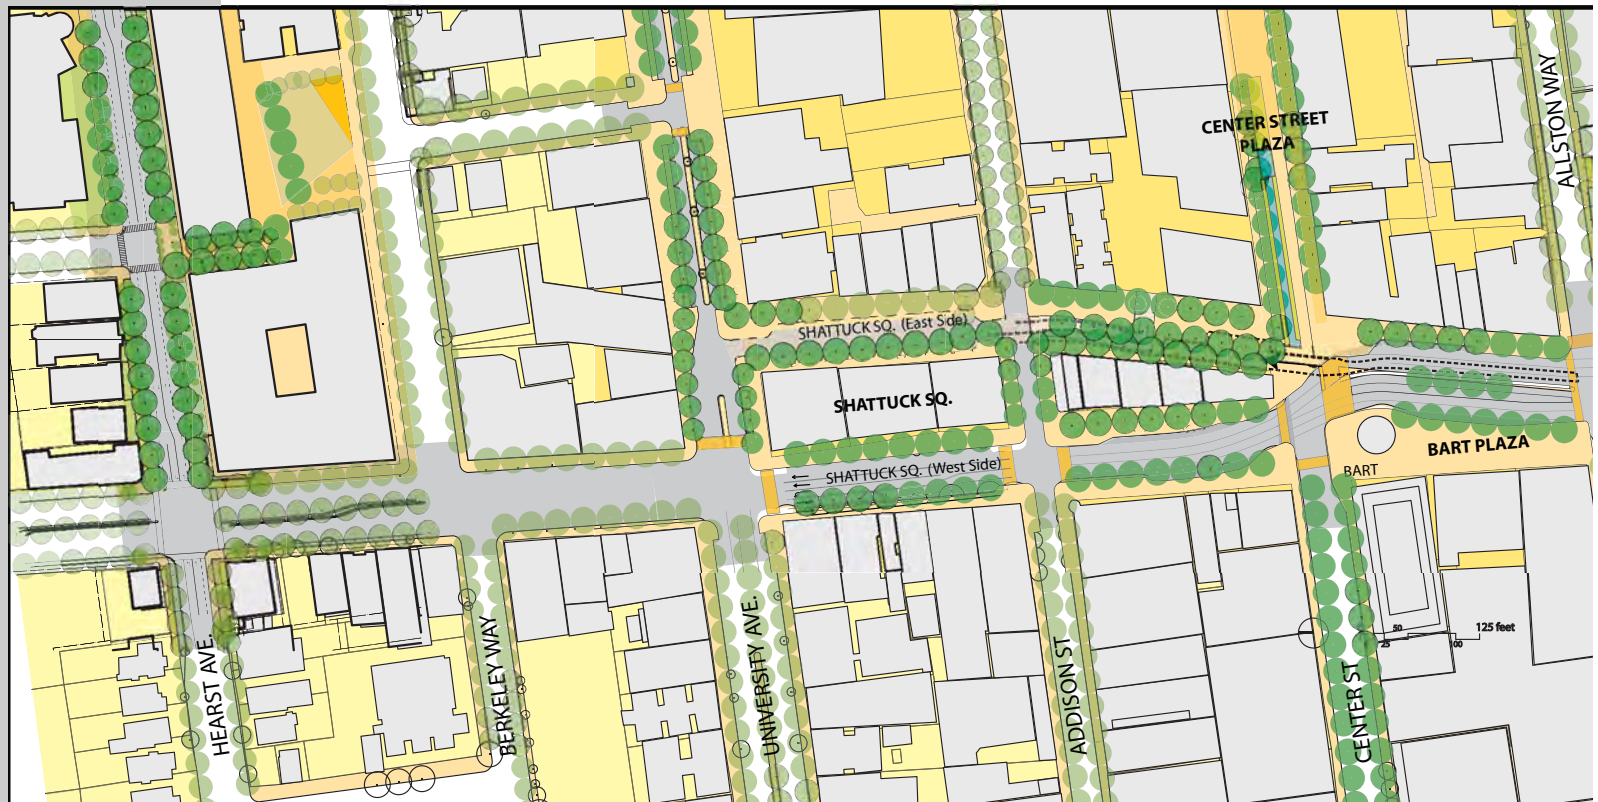 CENTER STREET
PLAZA
ALLSTON WAY
SHATTUCK SQ. (East Side)
SHATTUCK SQ.
BART PLAZA
SHATTUCK SQ. (West Side)
BART
HEARST AVE.
BERKELEY WAY
UNIVERSITY AVE.
ADDISON ST
CENTER ST
50
125 feet
25
100